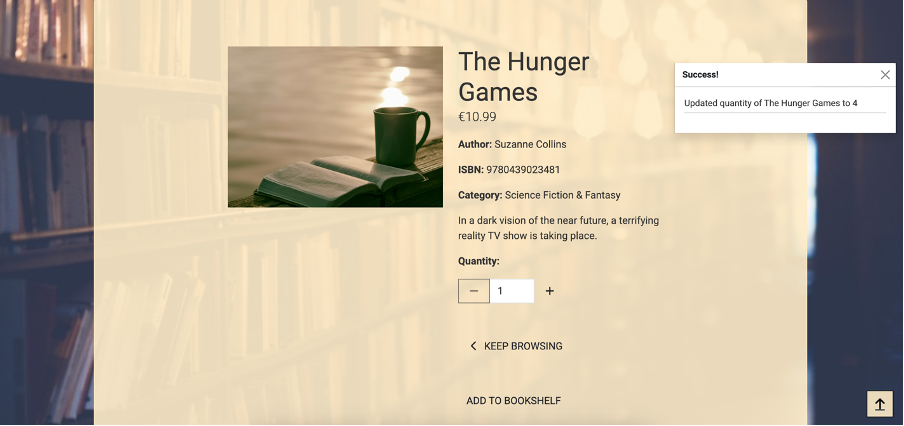 The Hunger
Games
€10.99
Author: Suzanne Collins
ISBN: 9780439023481
Category: Science Fiction & Fantasy
In a dark vision of the near future, a terrifying
reality TV show is taking place.
Quantity:
− 1 +
KEEP BROWSING
ADD TO BOOKSHELF
Success!
Updated quantity of The Hunger Games to 4